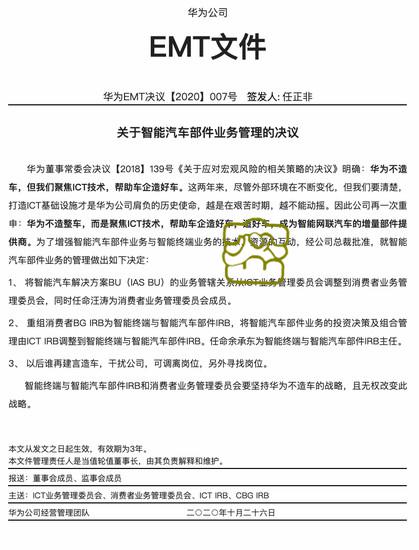 华为公司
EMT文件
华为EMT决议【2020】007号 签发人: 任正非
关于智能汽车部件业务管理的决议
华为董事常委会决议【2018】139号《关于应对宏观风险的相关策略的决议》明确：华为不造
车，但我们聚焦ICT技术，帮助车企造好车。这两年来，尽管外部环境在不断变化，但我们要清楚，
打造ICT基础设施才是华为公司肩负的历史使命，越是在艰苦时期，越不能动摇。因此公司再一次重
申：华为不造整车，而是聚焦ICT技术，帮助车企造好车，造好车，成为智能网联汽车的增量部件提
供商。为了增强智能汽车部件业务与智能终端业务的技术、资源的互动，经公司总裁批准，就智能
汽车部件业务的管理做出如下决定：
1、 将智能汽车解决方案BU（IAS BU）的业务管辖关系从ICT业务管理委员会调整到消费者业务管
理委员会，同时任命汪涛为消费者业务管理委员会成员。
2、 重组消费者BG IRB为智能终端与智能汽车部件IRB，将智能汽车部件业务的投资决策及组合管
理由ICT IRB调整到智能终端与智能汽车部件IRB。任命余承东为智能终端与智能汽车部件IRB主任。
3、 以后谁再建言造车，干扰公司，可调离岗位，另外寻找岗位。
智能终端与智能汽车部件IRB和消费者业务管理委员会要坚持华为不造车的战略，且无权改变此
战略。
本文从发文之日起生效，有效期为3年。
本文件管理责任人是当值轮值董事长，由其负责解释和维护。
报送：董事会成员、监事会成员
主送：ICT业务管理委员会、消费者业务管理委员会、ICT IRB、CBG IRB
华为公司经营管理团队 二〇二〇年十月二十六日